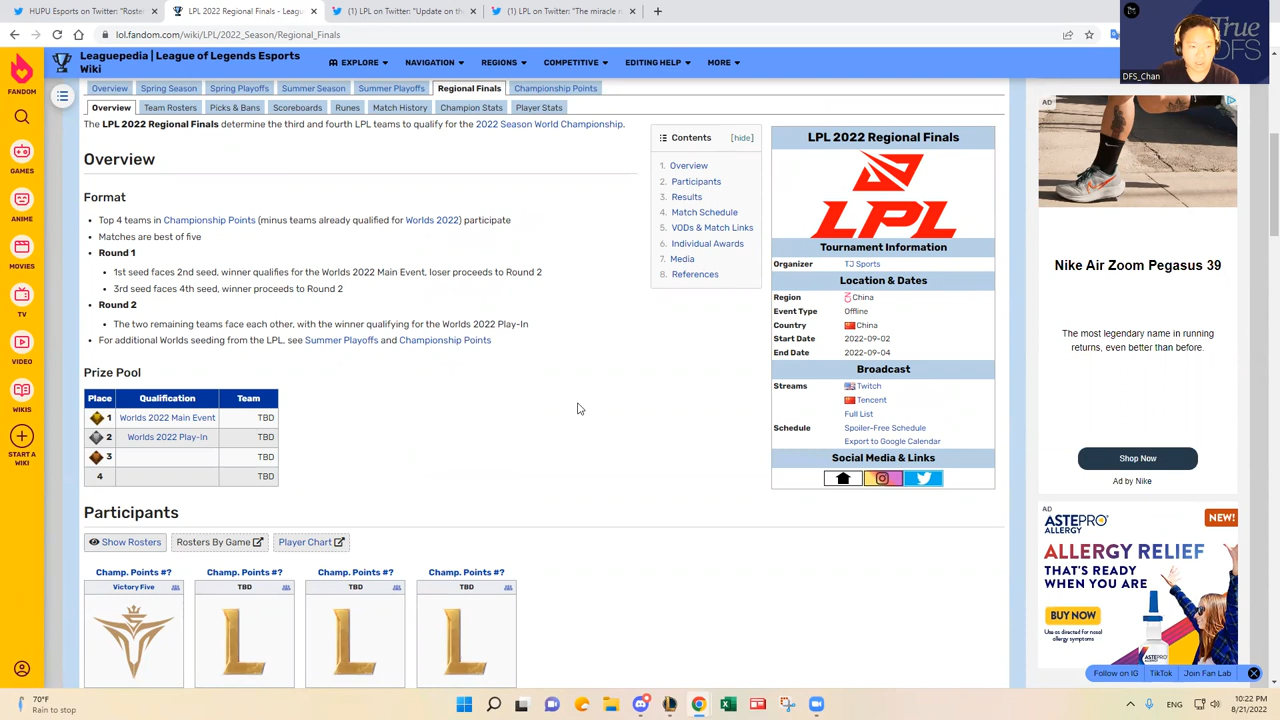 HUPU Esports on Twitter: "Roster
LPL 2022 Regional Finals - Leagu
(1) LPL on Twitter: "Update on the
(1) LPL on Twitter: "The miracle r
lol.fandom.com/wiki/LPL/2022_Season/Regional_Finals
True
DFS
DFS_Chan
FANDOM
GAMES
ANIME
MOVIES
TV
VIDEO
WIKIS
START A
WIKI
Leaguepedia | League of Legends Esports
Wiki
EXPLORE
NAVIGATION
REGIONS
COMPETITIVE
EDITING HELP
MORE
Overview
Spring Season
Spring Playoffs
Summer Season
Summer Playoffs
Regional Finals
Championship Points
Overview
Team Rosters
Picks & Bans
Scoreboards
Runes
Match History
Champion Stats
Player Stats
The LPL 2022 Regional Finals determine the third and fourth LPL teams to qualify for the 2022 Season World Championship.
Overview
Format
Top 4 teams in Championship Points (minus teams already qualified for Worlds 2022) participate
Matches are best of five
Round 1
1st seed faces 2nd seed, winner qualifies for the Worlds 2022 Main Event, loser proceeds to Round 2
3rd seed faces 4th seed, winner proceeds to Round 2
Round 2
The two remaining teams face each other, with the winner qualifying for the Worlds 2022 Play-In
For additional Worlds seeding from the LPL, see Summer Playoffs and Championship Points
Prize Pool
Place Qualification Team
1 Worlds 2022 Main Event TBD
2 Worlds 2022 Play-In TBD
3 TBD
4 TBD
Participants
Show Rosters
Rosters By Game
Player Chart
Champ. Points #? Champ. Points #? Champ. Points #? Champ. Points #?
Victory Five TBD TBD TBD
Contents [hide]
1. Overview
2. Participants
3. Results
4. Match Schedule
5. VODs & Match Links
6. Individual Awards
7. Media
8. References
LPL 2022 Regional Finals
LPL
Tournament Information
Organizer TJ Sports
Location & Dates
Region China
Event Type Offline
Country China
Start Date 2022-09-02
End Date 2022-09-04
Broadcast
Streams Twitch
Tencent
Full List
Schedule Spoiler-Free Schedule
Export to Google Calendar
Social Media & Links
AD
Nike Air Zoom Pegasus 39
The most legendary name in running
returns, even better than before.
Shop Now
Ad by Nike
AD
ASTEPRO
ALLERGY
NEW!
ALLERGY RELIEF
THAT'S READY
WHEN YOU ARE
BUY NOW
Use as directed for nasal
allergy symptoms
ASTEPRO
Follow on IG
TikTok
Join Fan Lab
70°F
Rain to stop
ENG
10:22 PM
8/21/2022